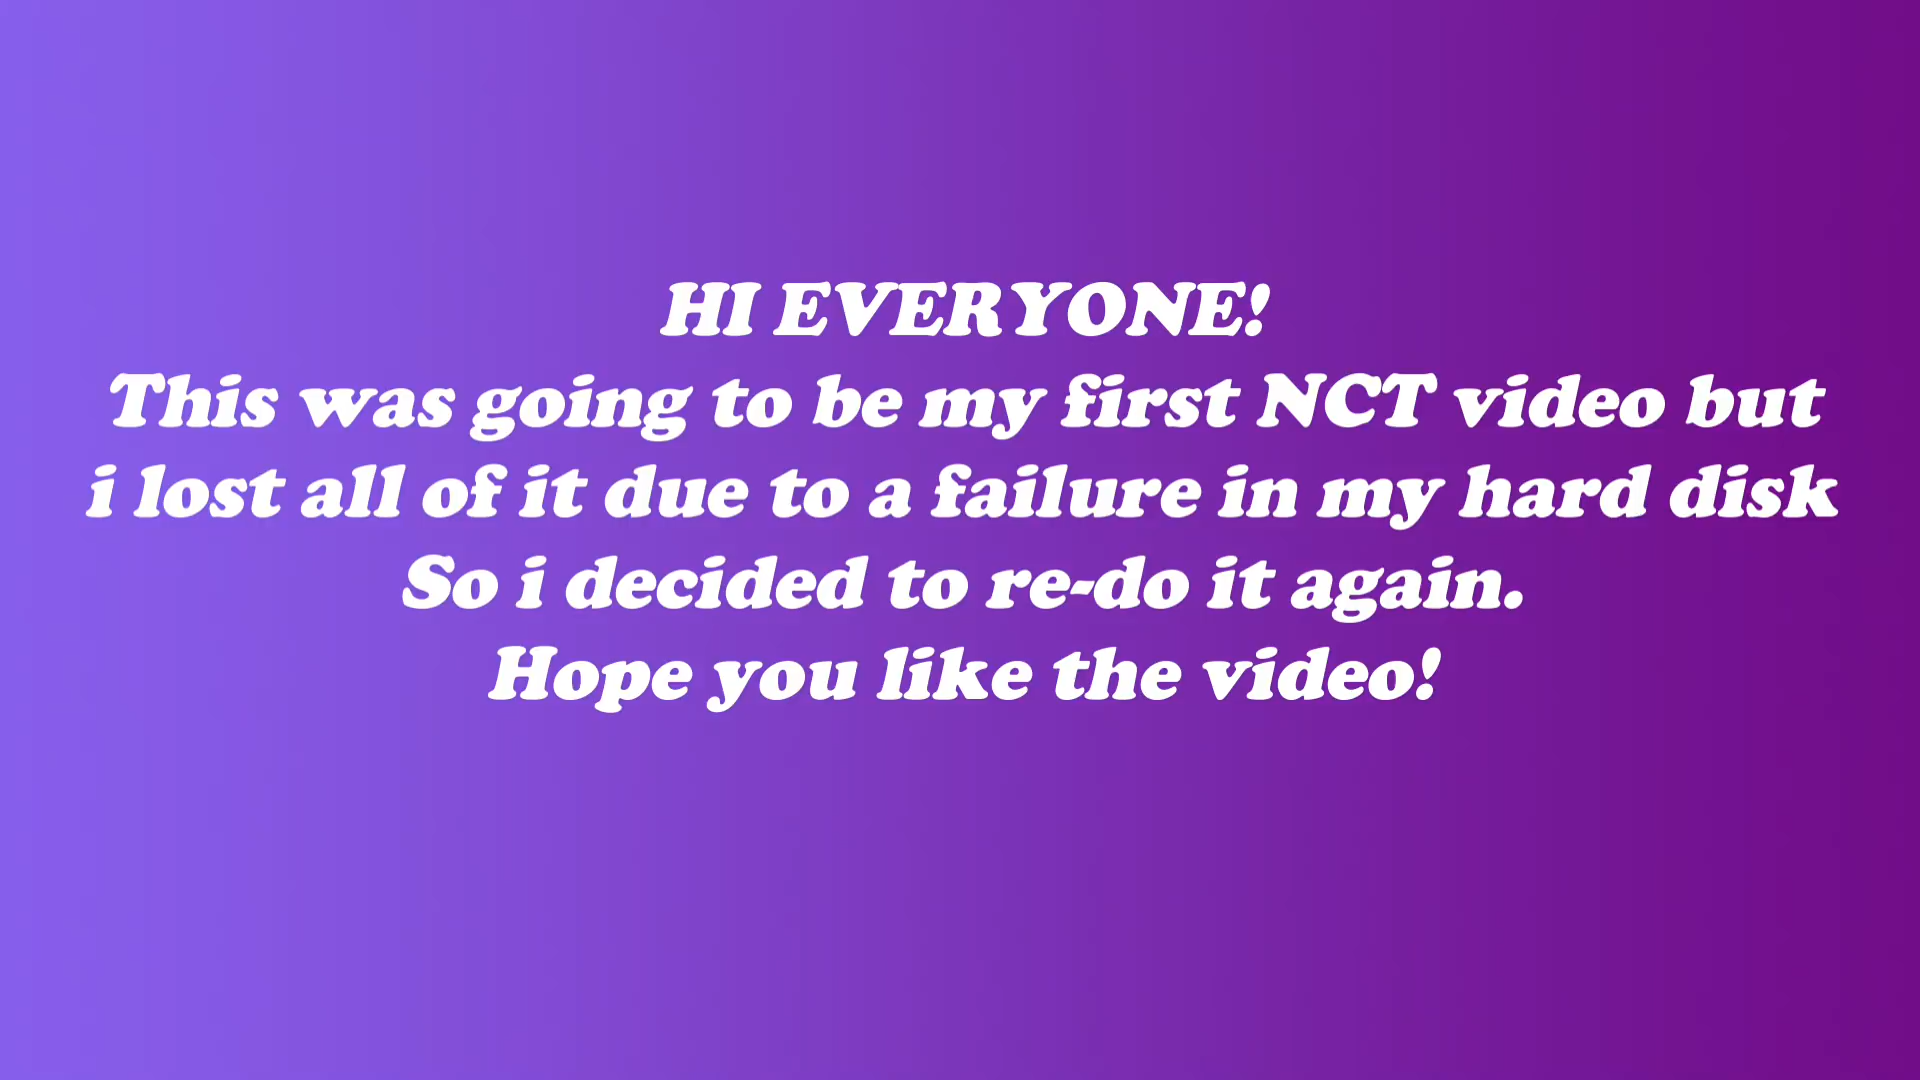 HI EVERYONE!
This was going to be my first NCT video but
i lost all of it due to a failure in my hard disk
So i decided to re-do it again.
Hope you like the video!